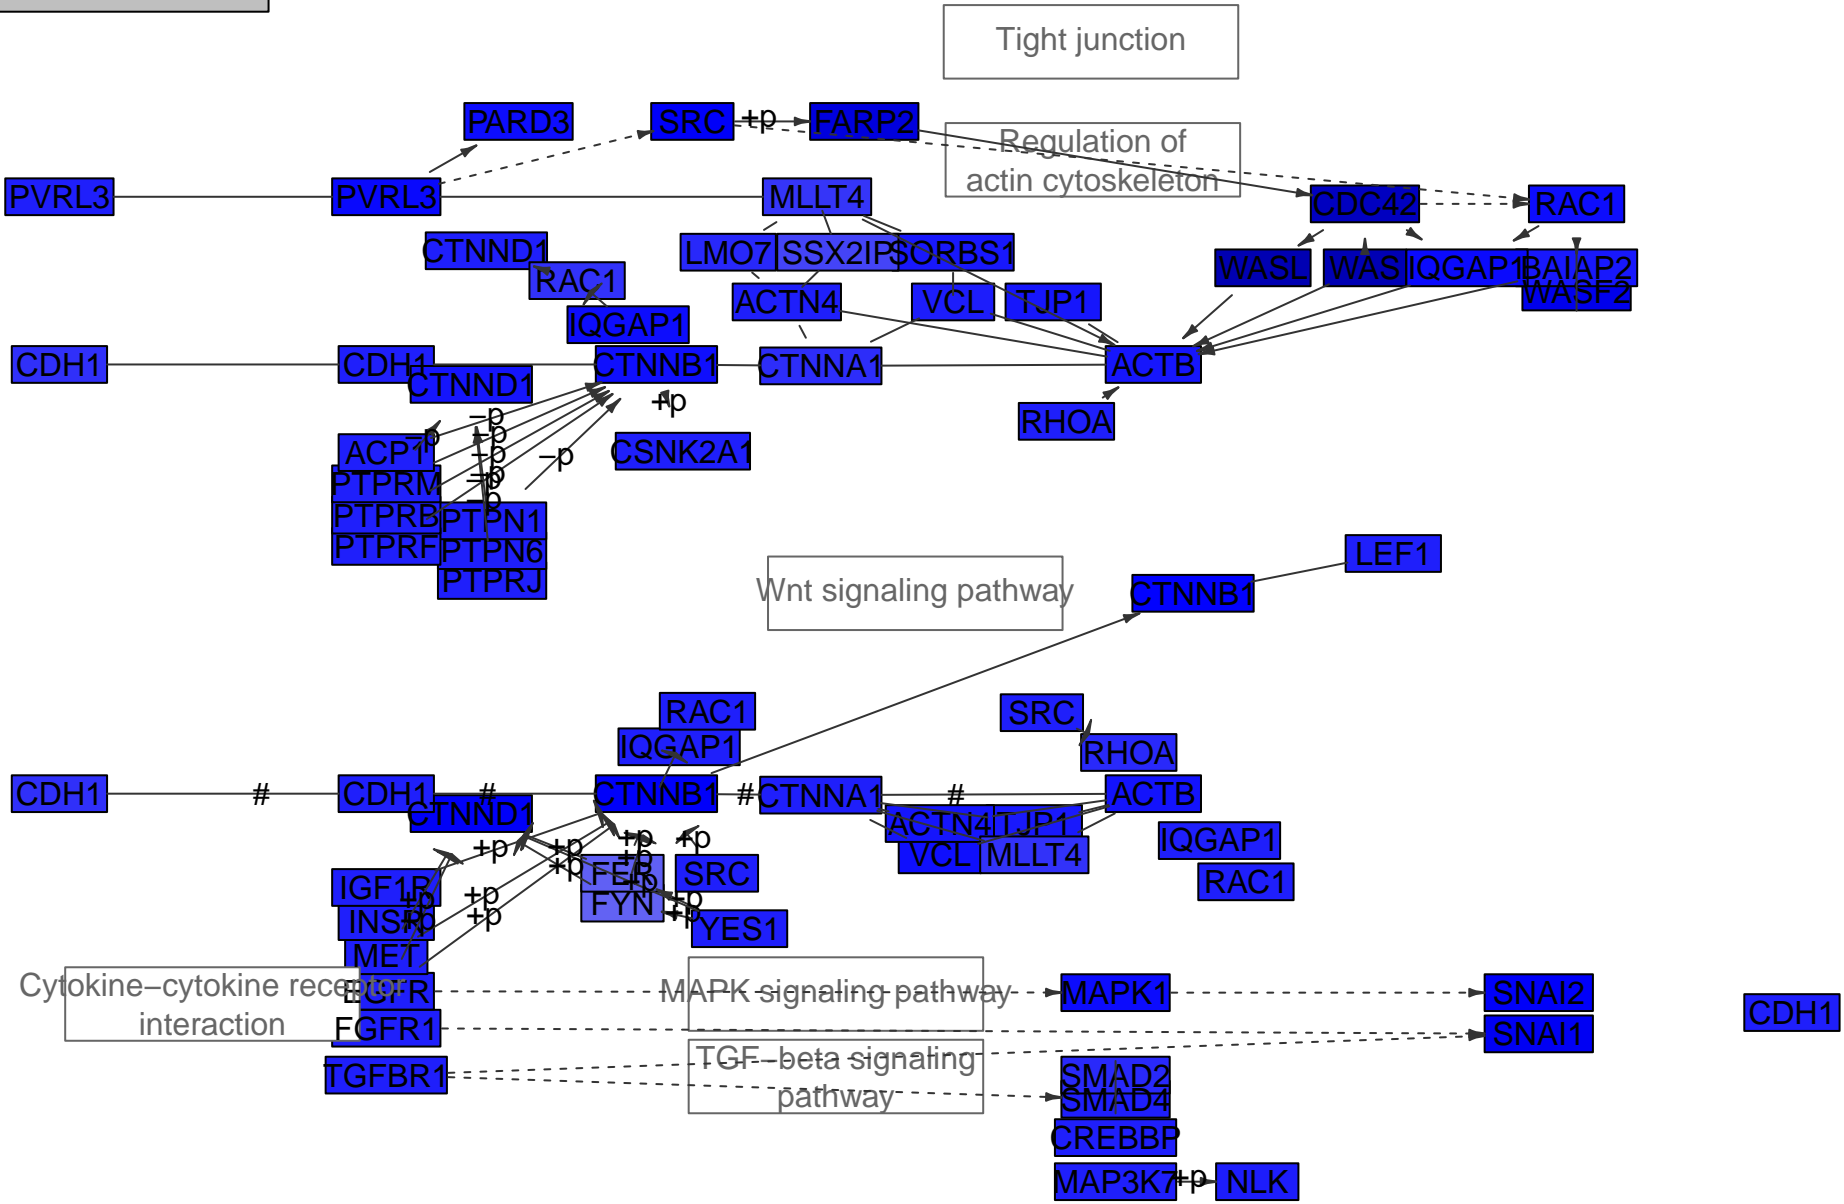 Tight junction
PARD3
SRC
+p
FARP2
Regulation of
actin cytoskeleton
PVRL3
PVRL3
MLLT4
CDC42
RAC1
CTNND1
LMO7
SSX2IP
SORBS1
RAC1
WASL
WAS
IQGAP1
BAIAP2
WASF2
ACTN4
VCL
TJP1
IQGAP1
CDH1
CDH1
CTNNB1
CTNNA1
ACTB
CTNND1
+p
RHOA
−p
−p
−p
−p
−p
−p
−p
−p
ACP1
CSNK2A1
PTPRM
PTPRB
PTPN1
PTPRF
PTPN6
PTPRJ
LEF1
Wnt signaling pathway
CTNNB1
RAC1
SRC
IQGAP1
RHOA
CDH1
#
CDH1
#
CTNNB1
#
CTNNA1
#
ACTB
CTNND1
ACTN4
TJP1
+p
+p
+p
+p
+p
+p
IQGAP1
VCL
MLLT4
FER
SRC
+p
IGF1R
RAC1
+p
+p
+p
FYN
+p
+p
INSR
+p
+p
YES1
MET
Cytokine−cytokine receptor
interaction
EGFR
MAPK signaling pathway
MAPK1
SNAI2
CDH1
FGFR1
SNAI1
TGF−beta signaling
pathway
TGFBR1
SMAD2
SMAD4
CREBBP
MAP3K7
+p
NLK